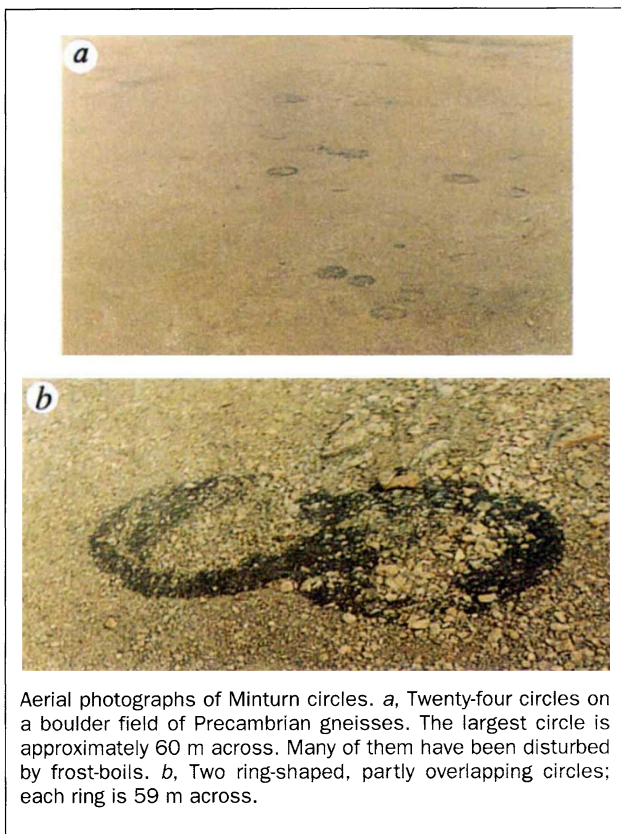 a
b
Aerial photographs of Minturn circles. a, Twenty-four circles on
a boulder field of Precambrian gneisses. The largest circle is
approximately 60 m across. Many of them have been disturbed
by frost-boils. b, Two ring-shaped, partly overlapping circles;
each ring is 59 m across.